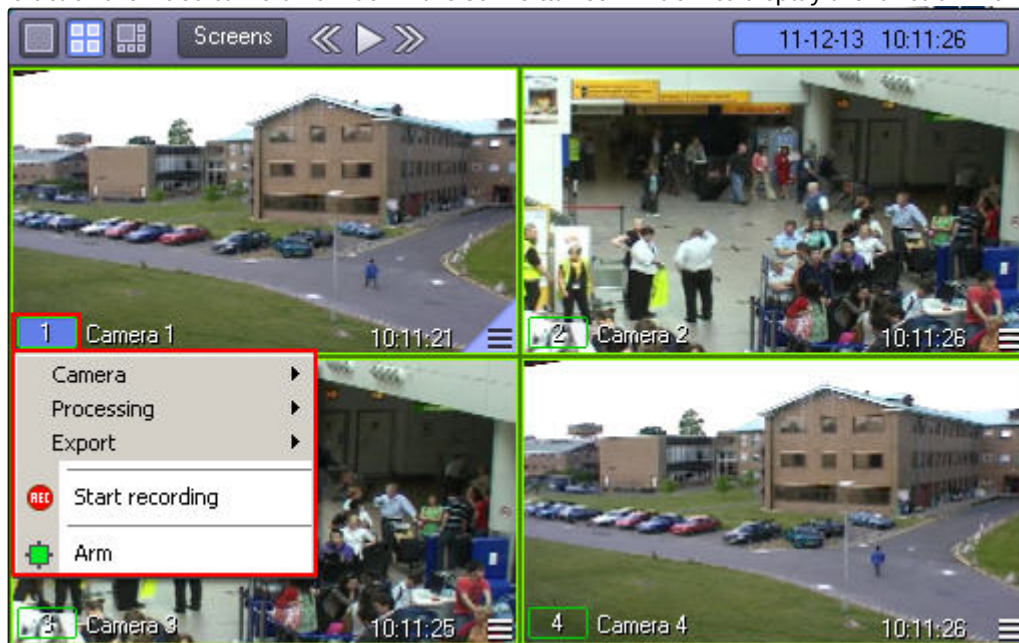 Screens 11-12-13 10:11:26
1 Camera 1 10:11:21
2 Camera 2 10:11:26
Camera
Processing
Export
REC Start recording
Arm
3 Camera 3 10:11:25
4 Camera 4 10:11:26